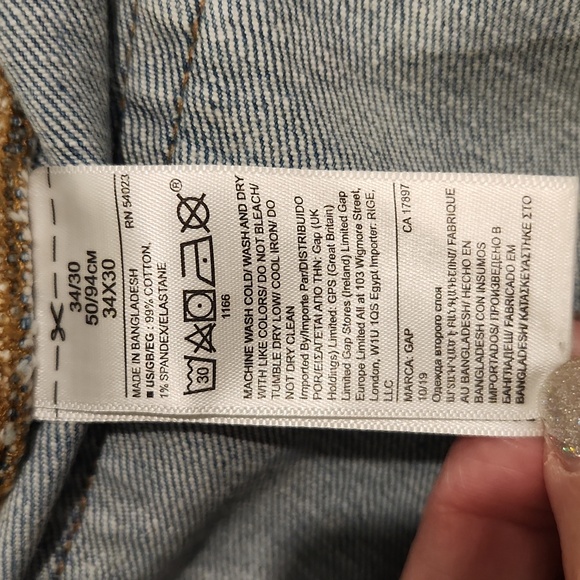 34/30
50/94см
34X30
RN 54023
MADE IN BANGLADESH
■ US/GB/EG : 99% COTTON,
1% SPANDEX/ELASTANE.
30
®
1166
MACHINE WASH COLD/ WASH AND DRY
WITH LIKE COLORS/ DO NOT BLEACH/
TUMBLE DRY LOW/ COOL IRON/ DO
NOT DRY CLEAN
Imported By/Importe Par/DISTRIBUIDO
POR/ΕΙΣΑΓΕΤΑΙ ΑΠΟ ΤΗΝ: Gap (UK
Holdings) Limited: GPS (Great Britain)
Limited Gap Stores (Ireland) Limited Gap
Europe Limited All at 103 Wigmore Street,
London, W1U 1QS Egypt Importer: RIGE,
LLC
CA 17897
MARCA: GAP
10/19
Одежда второго слоя
FABRIQUE
AU BANGLADESH/ HECHO EN
BANGLADESH CON INSUMOS
IMPORTADOS/ ПРОИЗВЕДЕНО В
БАНГЛАДЕШ/ FABRICADO EM
BANGLADESH/ ΚΑΤΑΣΚΕΥΑΣΤΗΚΕ ΣΤΟ